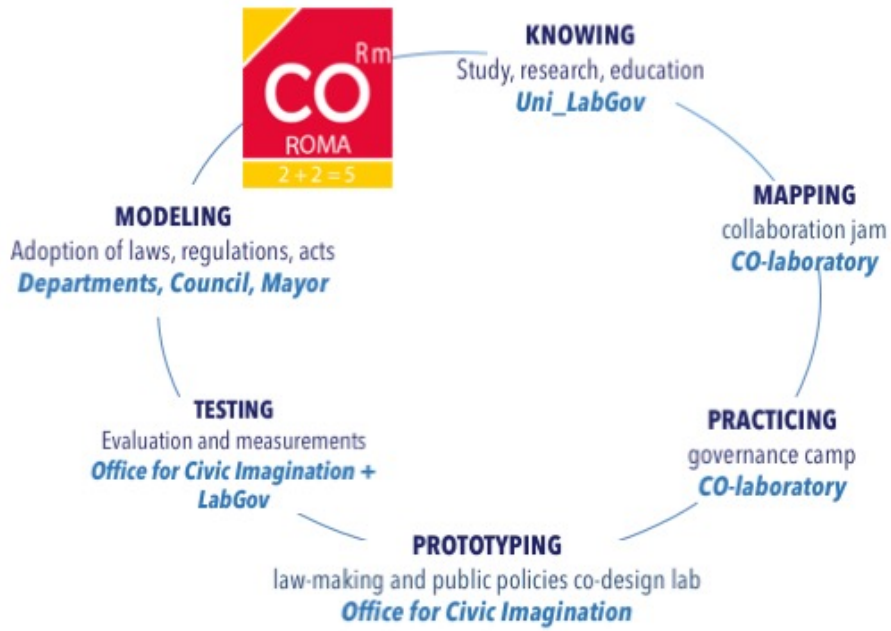 Rm
CO
ROMA
2 + 2 = 5
KNOWING
Study, research, education
Uni_LabGov
MAPPING
collaboration jam
CO-laboratory
PRACTICING
governance camp
CO-laboratory
PROTOTYPING
law-making and public policies co-design lab
Office for Civic Imagination
TESTING
Evaluation and measurements
Office for Civic Imagination +
LabGov
MODELING
Adoption of laws, regulations, acts
Departments, Council, Mayor